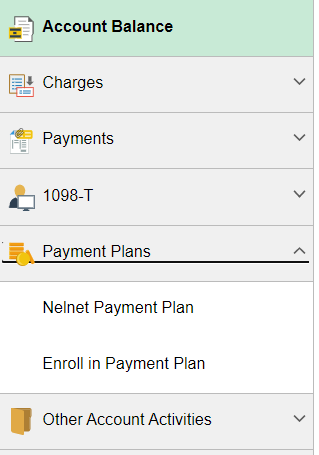 Account Balance
Charges
Payments
1098-T
Payment Plans
Nelnet Payment Plan
Enroll in Payment Plan
Other Account Activities